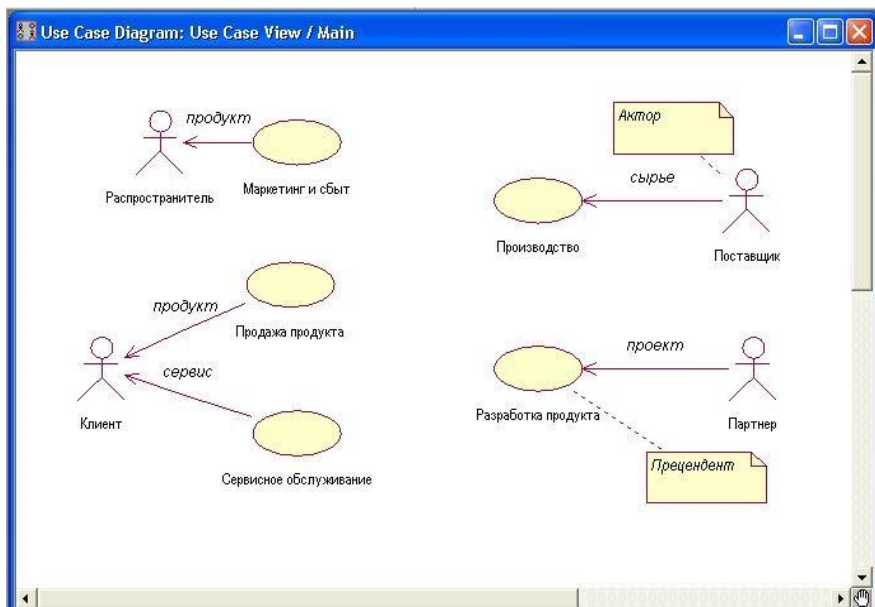 Use Case Diagram: Use Case View / Main
продукт
Распространитель
Маркетинг и сбыт
Актор
сырье
Производство
Поставщик
продукт
Продажа продукта
сервис
Клиент
Сервисное обслуживание
проект
Разработка продукта
Партнер
Прецендент